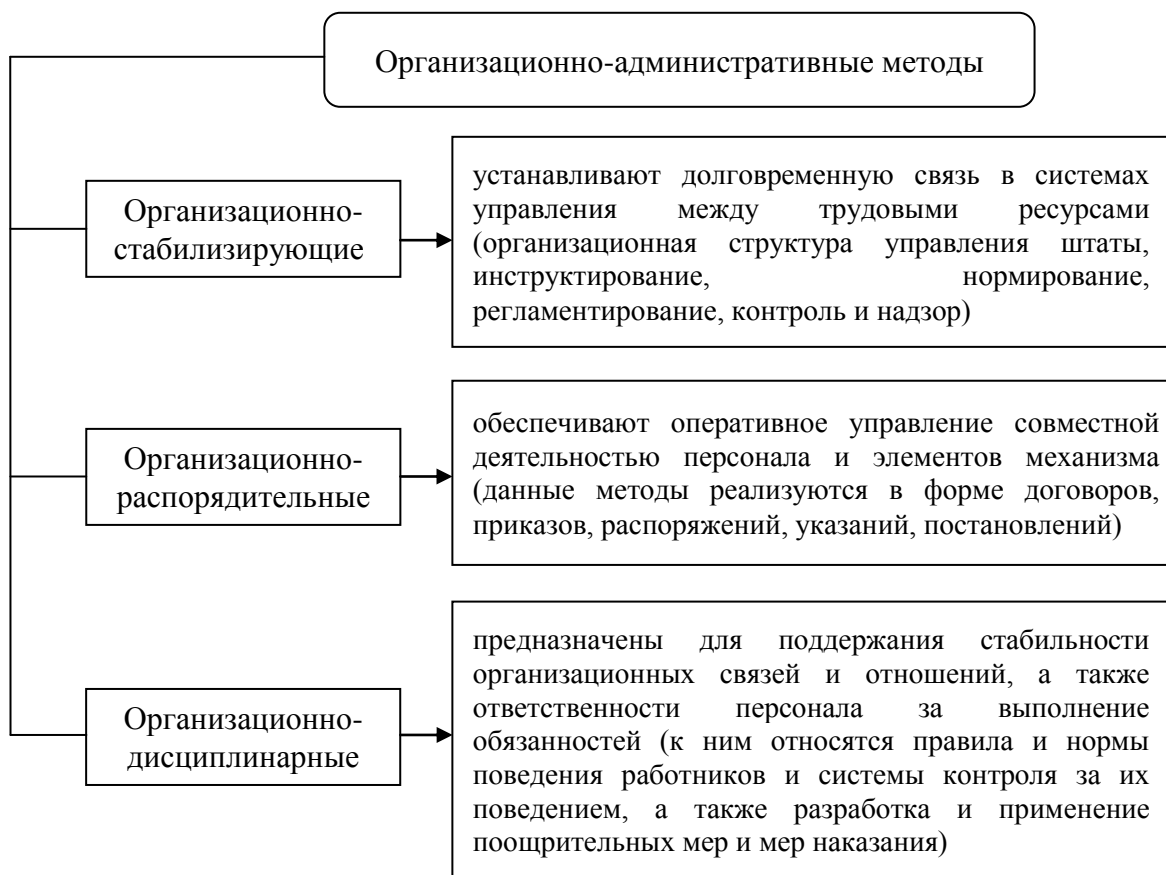 Организационно-административные методы
Организационно-
стабилизирующие
устанавливают долговременную связь в системах
управления между трудовыми ресурсами
(организационная структура управления штаты,
инструктирование, нормирование,
регламентирование, контроль и надзор)
Организационно-
распорядительные
обеспечивают оперативное управление совместной
деятельностью персонала и элементов механизма
(данные методы реализуются в форме договоров,
приказов, распоряжений, указаний, постановлений)
Организационно-
дисциплинарные
предназначены для поддержания стабильности
организационных связей и отношений, а также
ответственности персонала за выполнение
обязанностей (к ним относятся правила и нормы
поведения работников и системы контроля за их
поведением, а также разработка и применение
поощрительных мер и мер наказания)